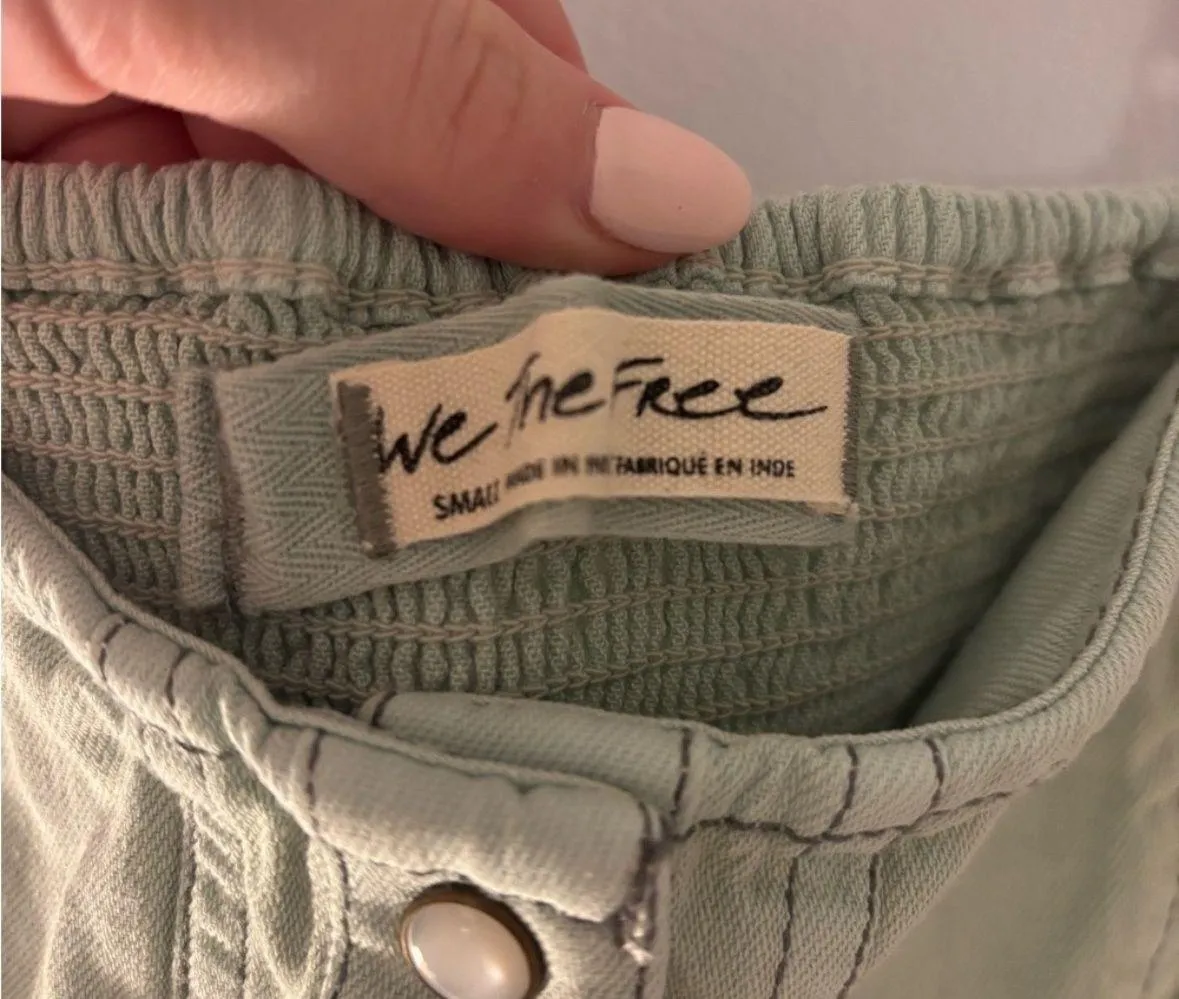 We The Free
SMALL MADE IN FABRIQUÉ EN INDE